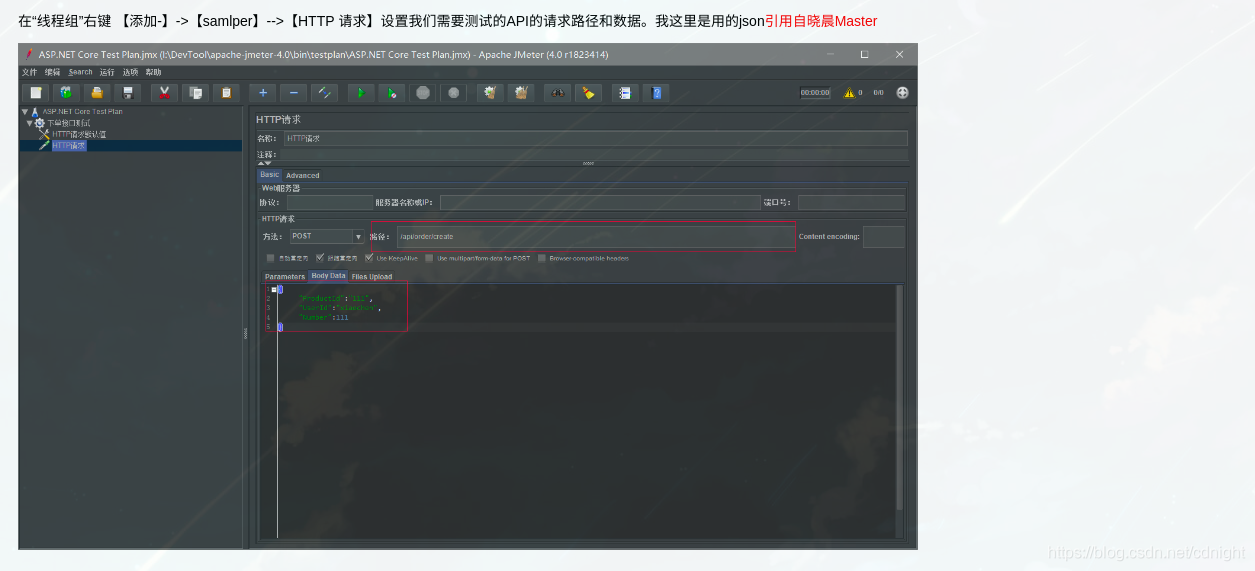 在“线程组”右键 【添加-】->【samlper】-->【HTTP 请求】设置我们需要测试的API的请求路径和数据。我这里是用的json引用自晓晨Master
ASP.NET Core Test Plan.jmx (I:\DevTool\apache-jmeter-4.0\bin\testplan\ASP.NET Core Test Plan.jmx) - Apache JMeter (4.0 r1823414)
文件 编辑 Search 运行 选项 帮助
00:00:00 0 0/0
ASP.NET Core Test Plan
下单接口测试
HTTP请求默认值
HTTP请求
HTTP请求
名称: HTTP请求
注释:
Basic Advanced
Web服务器
协议: 服务器名称或IP: 端口号:
HTTP请求
方法: POST 路径: /api/order/create Content encoding:
自动重定向 跟随重定向 Use KeepAlive Use multipart/form-data for POST Browser-compatible headers
Parameters Body Data Files Upload
1 {
2 "ProductId":
3 "UserId":
4 "Number":111
5 }
https://blog.csdn.net/cdnight